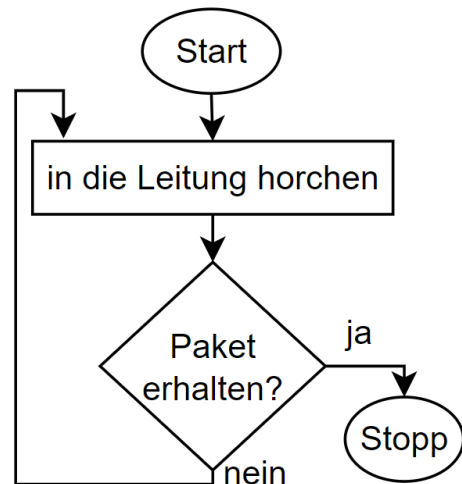 Start
in die Leitung horchen
Paket
erhalten?
ja
Stopp
nein